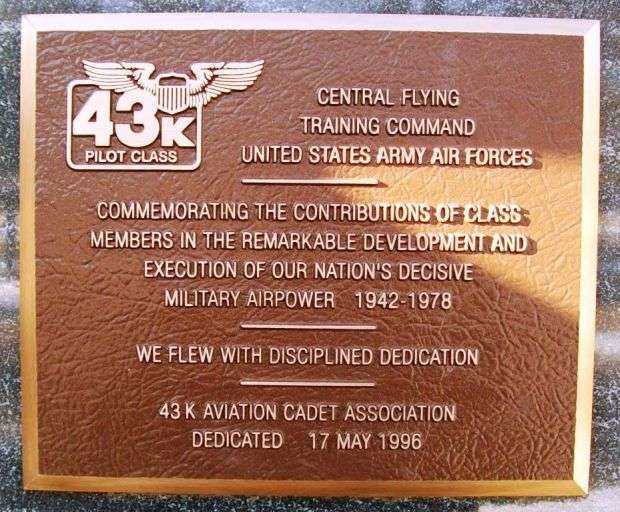 43K
PILOT CLASS
CENTRAL FLYING
TRAINING COMMAND
UNITED STATES ARMY AIR FORCES
COMMEMORATING THE CONTRIBUTIONS OF CLASS
MEMBERS IN THE REMARKABLE DEVELOPMENT AND
EXECUTION OF OUR NATION'S DECISIVE
MILITARY AIRPOWER 1942-1978
WE FLEW WITH DISCIPLINED DEDICATION
43 K AVIATION CADET ASSOCIATION
DEDICATED 17 MAY 1996